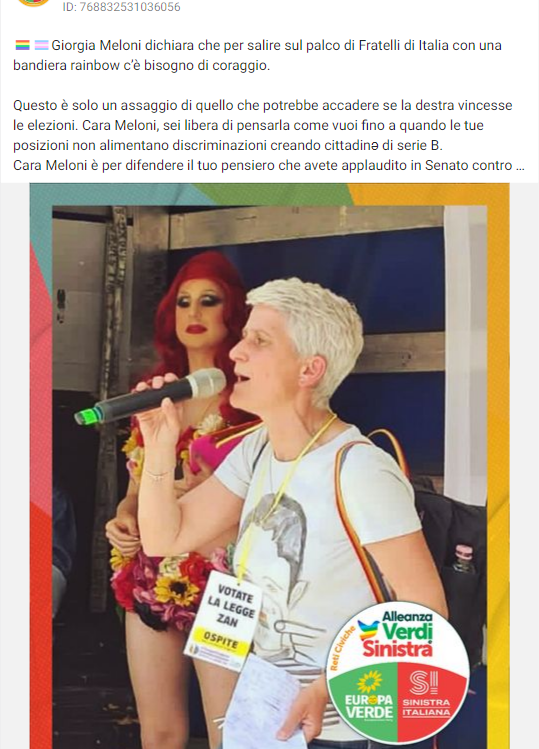 ID: 768832531036056
🏳️‍🌈 🏳️‍⚧️ Giorgia Meloni dichiara che per salire sul palco di Fratelli di Italia con una
bandiera rainbow c'è bisogno di coraggio.
Questo è solo un assaggio di quello che potrebbe accadere se la destra vincesse
le elezioni. Cara Meloni, sei libera di pensarla come vuoi fino a quando le tue
posizioni non alimentano discriminazioni creando cittadinə di serie B.
Cara Meloni è per difendere il tuo pensiero che avete applaudito in Senato contro ...
VOTATE
LA LEGGE
ZAN
OSPITE
Reti Civiche
Alleanza
Verdi
Sinistra
EUROPA
VERDE
SI
SINISTRA
ITALIANA